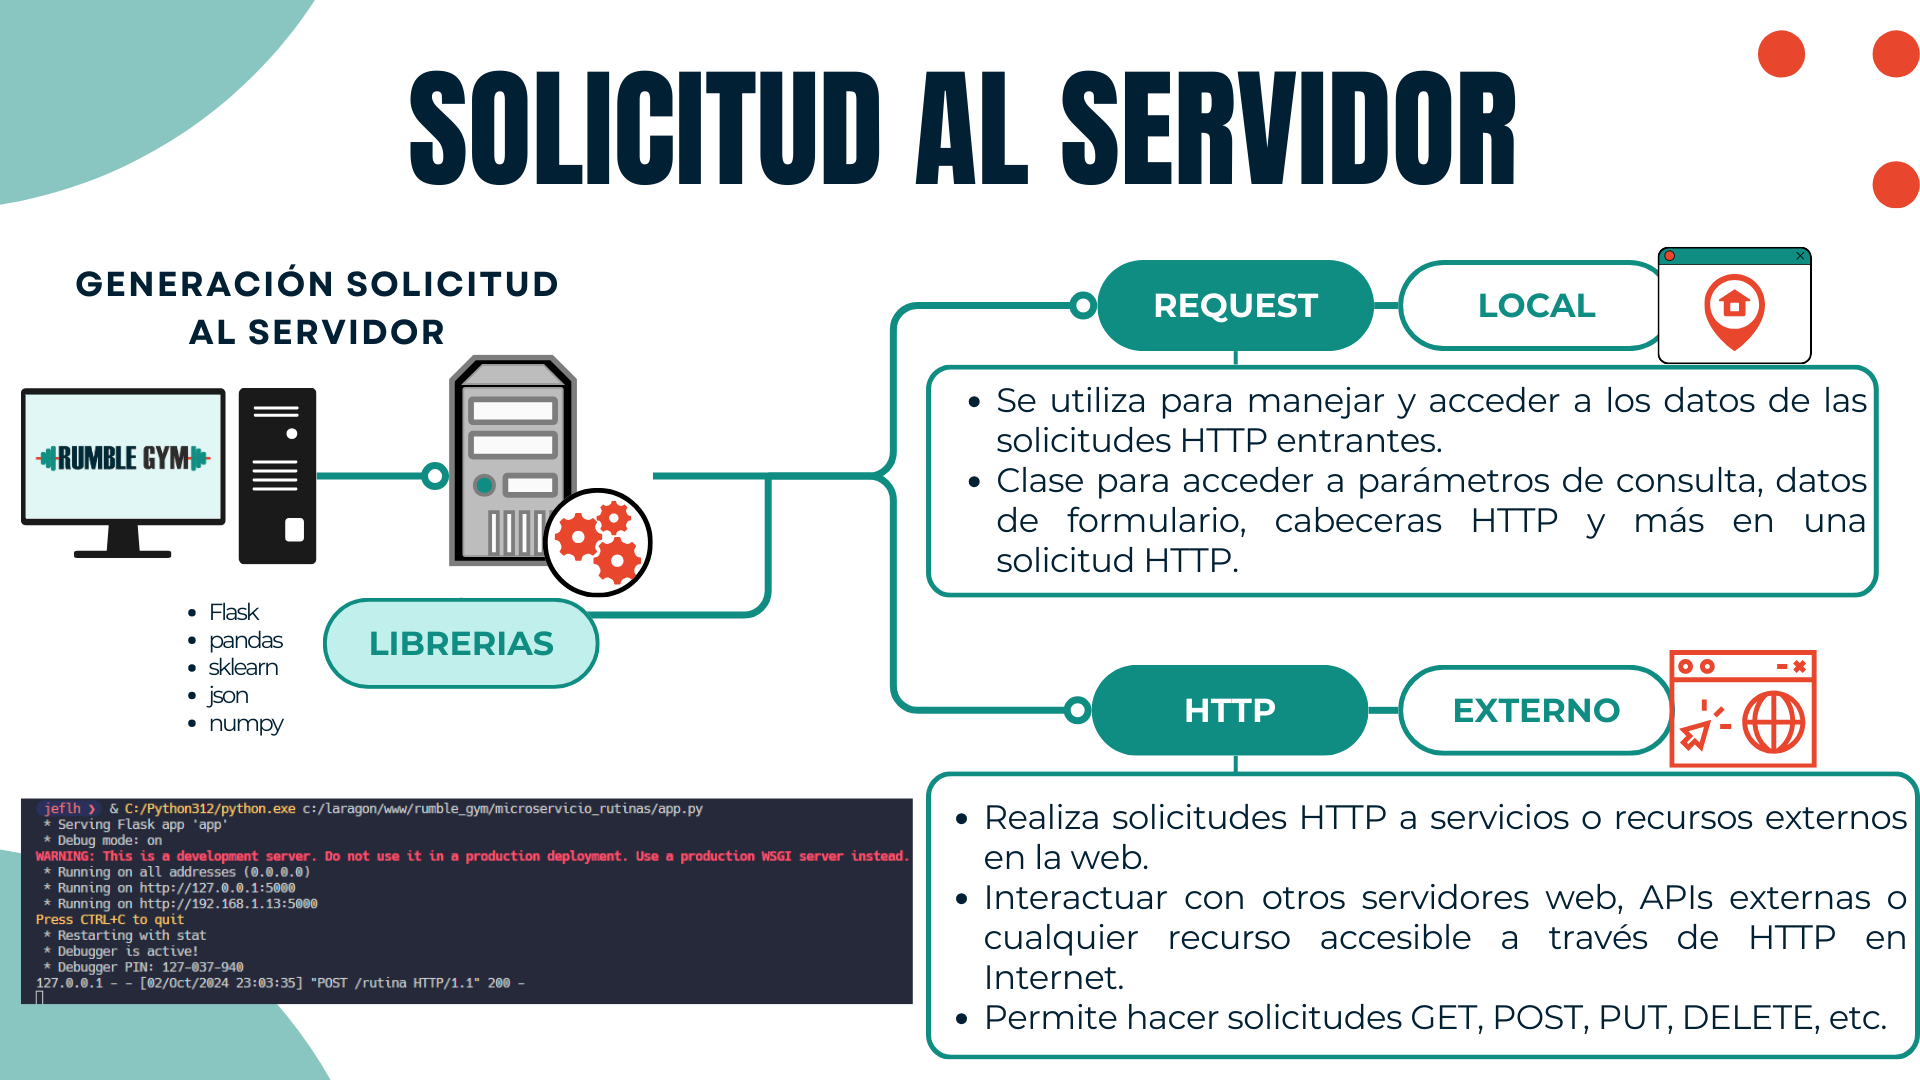 SOLICITUD AL SERVIDOR
GENERACIÓN SOLICITUD
AL SERVIDOR
RUMBLE GYM
• Flask
• pandas
• sklearn
• json
• numpy
LIBRERIAS
jeflh ❯ & C:/Python312/python.exe c:/laragon/www/rumble_gym/microservicio_rutinas/app.py
* Serving Flask app 'app'
* Debug mode: on
WARNING: This is a development server. Do not use it in a production deployment. Use a production WSGI server instead.
* Running on all addresses (0.0.0.0)
* Running on http://127.0.0.1:5000
* Running on http://192.168.1.13:5000
Press CTRL+C to quit
* Restarting with stat
* Debugger is active!
* Debugger PIN: 127-037-940
127.0.0.1 - - [02/Oct/2024 23:03:35] "POST /rutina HTTP/1.1" 200 -
REQUEST
LOCAL
• Se utiliza para manejar y acceder a los datos de las
solicitudes HTTP entrantes.
• Clase para acceder a parámetros de consulta, datos
de formulario, cabeceras HTTP y más en una
solicitud HTTP.
HTTP
EXTERNO
• Realiza solicitudes HTTP a servicios o recursos externos
en la web.
• Interactuar con otros servidores web, APIs externas o
cualquier recurso accesible a través de HTTP en
Internet.
• Permite hacer solicitudes GET, POST, PUT, DELETE, etc.